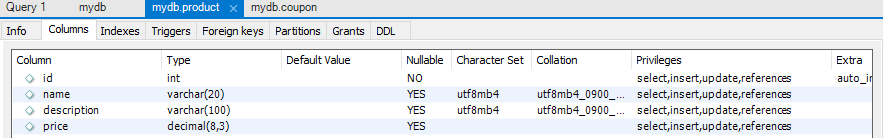 Query 1 mydb mydb.product × mydb.coupon
Info Columns Indexes Triggers Foreign keys Partitions Grants DDL
Column Type Default Value Nullable Character Set Collation Privileges Extra
id int NO select,insert,update,references auto_in
name varchar(20) YES utf8mb4 utf8mb4_0900_... select,insert,update,references
description varchar(100) YES utf8mb4 utf8mb4_0900_... select,insert,update,references
price decimal(8,3) YES select,insert,update,references